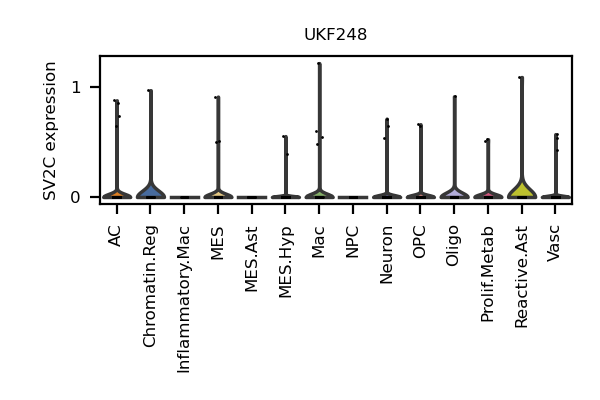 UKF248
SV2C expression
1
0
AC
Chromatin.Reg
Inflammatory.Mac
MES
MES.Ast
MES.Hyp
Mac
NPC
Neuron
OPC
Oligo
Prolif.Metab
Reactive.Ast
Vasc